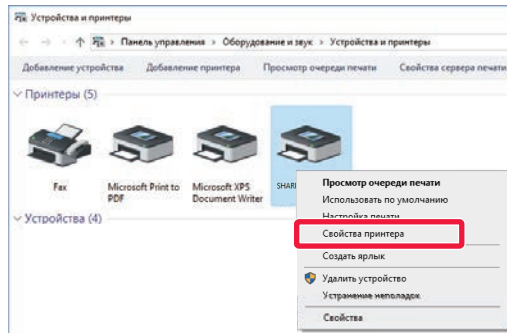 Устройства и принтеры
Панель управления › Оборудование и звук › Устройства и принтеры
Добавление устройства Добавление принтера Просмотр очереди печати Свойства сервера печати
Принтеры (5)
Fax
Microsoft Print to
PDF
Microsoft XPS
Document Writer
Просмотр очереди печати
Использовать по умолчанию
Настройка печати
Свойства принтера
Создать ярлык
Удалить устройство
Устранение неполадок
Свойства
Устройства (4)